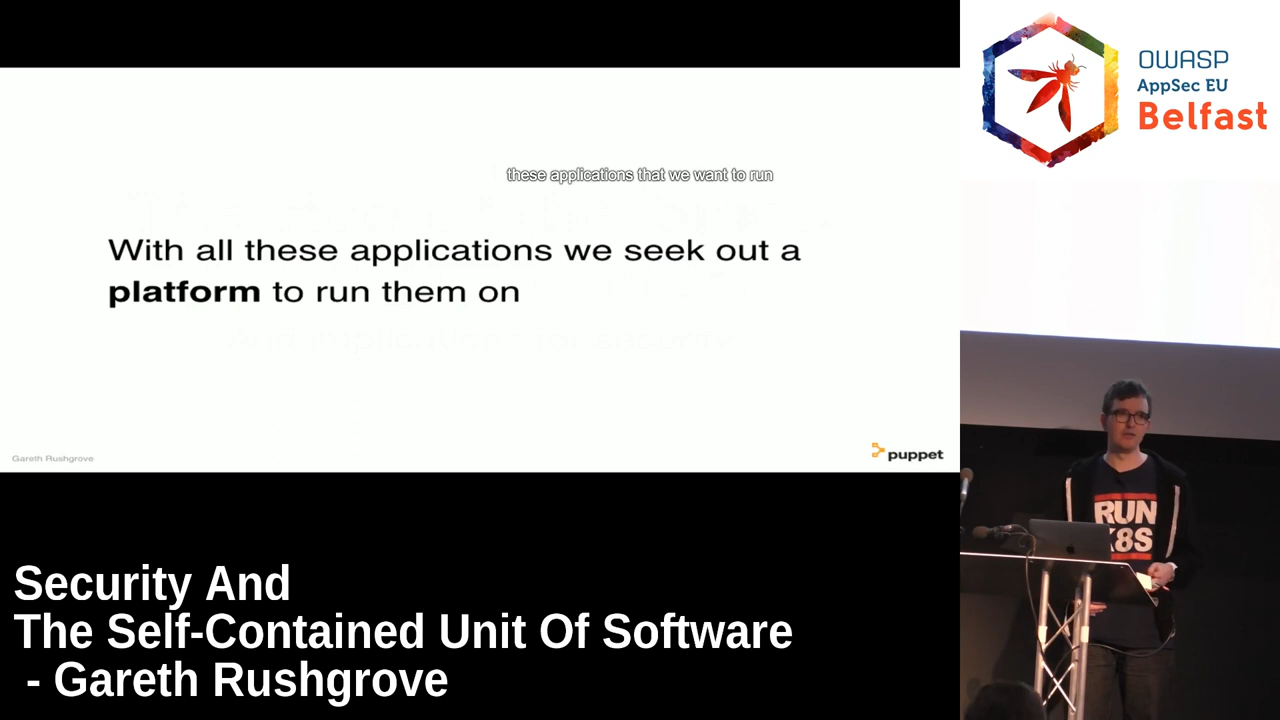 these applications that we want to run
With all these applications we seek out a
platform to run them on
Gareth Rushgrove
puppet
Security And
The Self-Contained Unit Of Software
- Gareth Rushgrove
OWASP
AppSec EU
Belfast
RUN
K8S